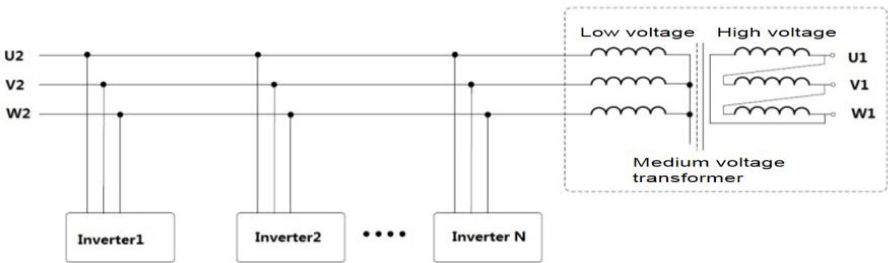 Low voltage High voltage
U2 U1
V2 V1
W2 W1
Medium voltage
transformer
Inverter1 Inverter2 Inverter N